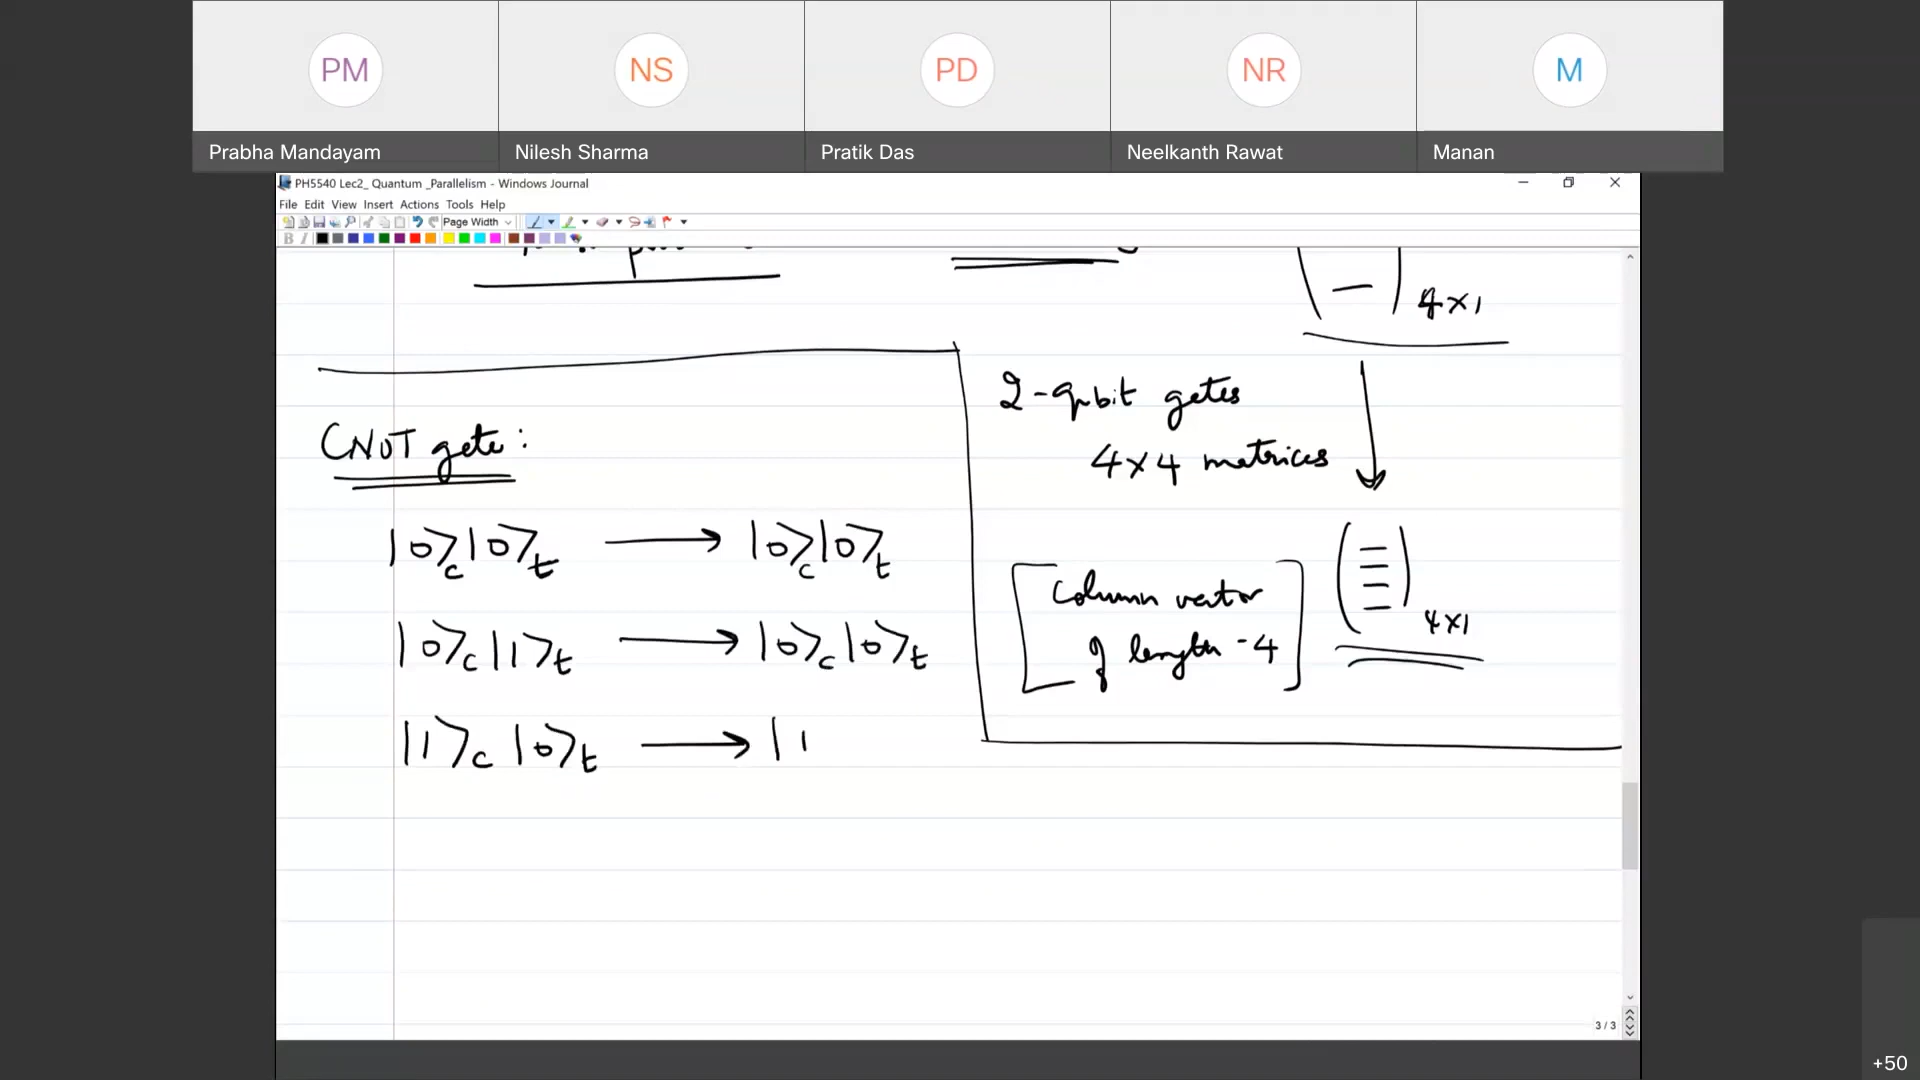 PM NS PD NR M
Prabha Mandayam Nilesh Sharma Pratik Das Neelkanth Rawat Manan
PH5540 Lec2_ Quantum _Parallelism - Windows Journal
File Edit View Insert Actions Tools Help
Page Width
B I
4×1
2-qubit gates
4×4 matrices
CNOT gate:
|0⟩c|0⟩t ⟶ |0⟩c|0⟩t
|0⟩c|1⟩t ⟶ |0⟩c|0⟩t
|1⟩c|0⟩t ⟶ |1
Column vector
of length-4
4×1
3 / 3
+50